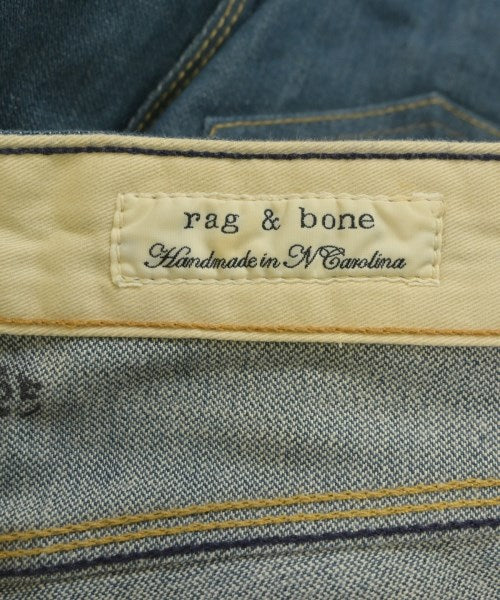 rag & bone
Handmade in N Carolina